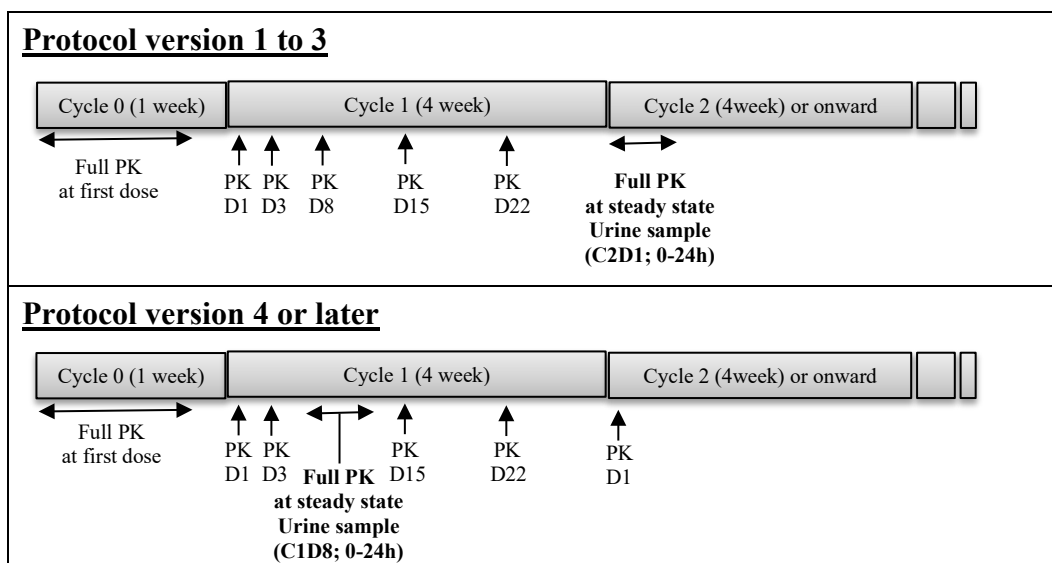 Protocol version 1 to 3
Cycle 0 (1 week)
Cycle 1 (4 week)
Cycle 2 (4week) or onward
Full PK
at first dose
PK
D1
PK
D3
PK
D8
PK
D15
PK
D22
Full PK
at steady state
Urine sample
(C2D1; 0-24h)
Protocol version 4 or later
Cycle 0 (1 week)
Cycle 1 (4 week)
Cycle 2 (4week) or onward
Full PK
at first dose
PK
D1
PK
D3
Full PK
at steady state
Urine sample
(C1D8; 0-24h)
PK
D15
PK
D22
PK
D1